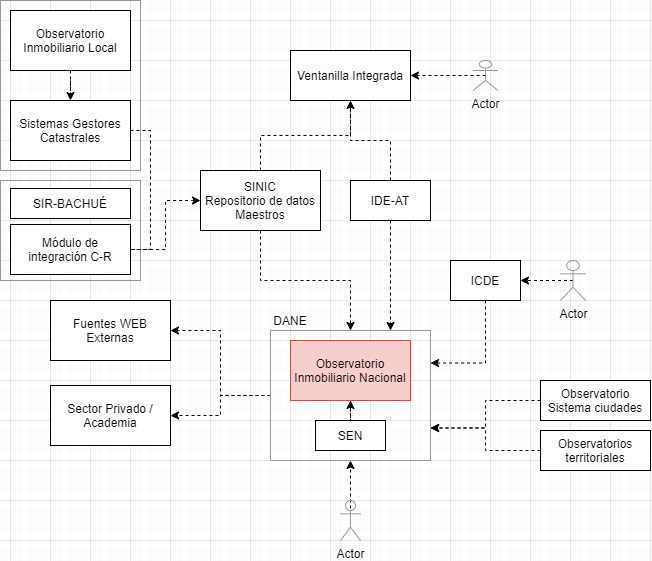 Observatorio
Inmobiliario Local
Sistemas Gestores
Catastrales
SIR-BACHUÉ
Módulo de
integración C-R
Ventanilla Integrada
Actor
SINIC
Repositorio de datos
Maestros
IDE-AT
ICDE
Actor
Fuentes WEB
Externas
Sector Privado /
Academia
DANE
Observatorio
Inmobiliario Nacional
SEN
Observatorio
Sistema ciudades
Observatorios
territoriales
Actor